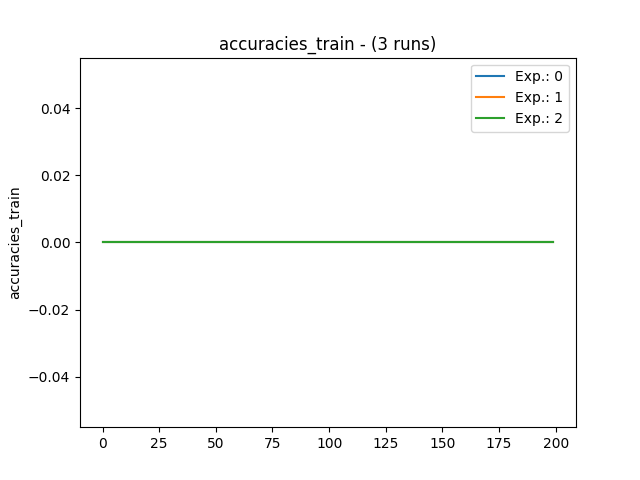 accuracies_train - (3 runs)
Exp.: 0
Exp.: 1
Exp.: 2
0.04
0.02
0.00
−0.02
−0.04
accuracies_train
0 25 50 75 100 125 150 175 200